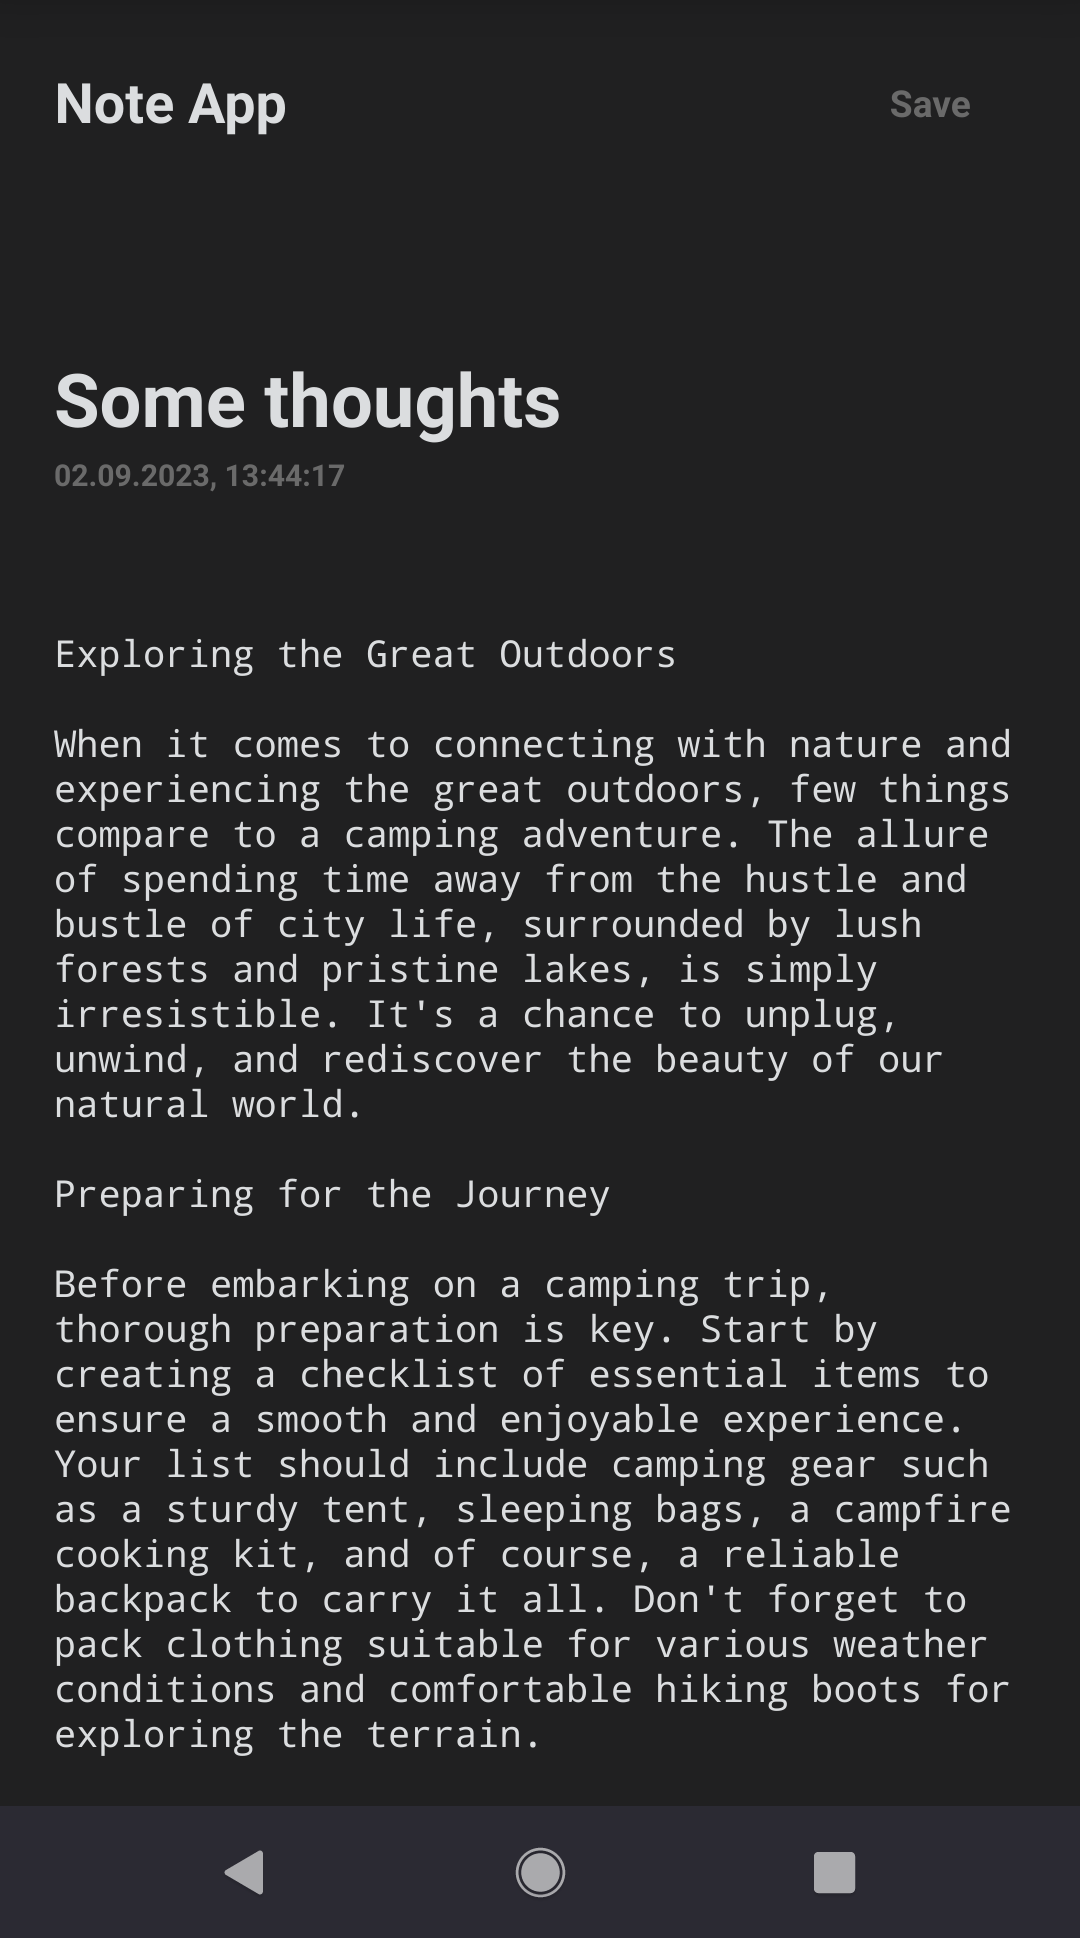 Note App
Save
Some thoughts
02.09.2023, 13:44:17
Exploring the Great Outdoors
When it comes to connecting with nature and
experiencing the great outdoors, few things
compare to a camping adventure. The allure
of spending time away from the hustle and
bustle of city life, surrounded by lush
forests and pristine lakes, is simply
irresistible. It's a chance to unplug,
unwind, and rediscover the beauty of our
natural world.
Preparing for the Journey
Before embarking on a camping trip,
thorough preparation is key. Start by
creating a checklist of essential items to
ensure a smooth and enjoyable experience.
Your list should include camping gear such
as a sturdy tent, sleeping bags, a campfire
cooking kit, and of course, a reliable
backpack to carry it all. Don't forget to
pack clothing suitable for various weather
conditions and comfortable hiking boots for
exploring the terrain.